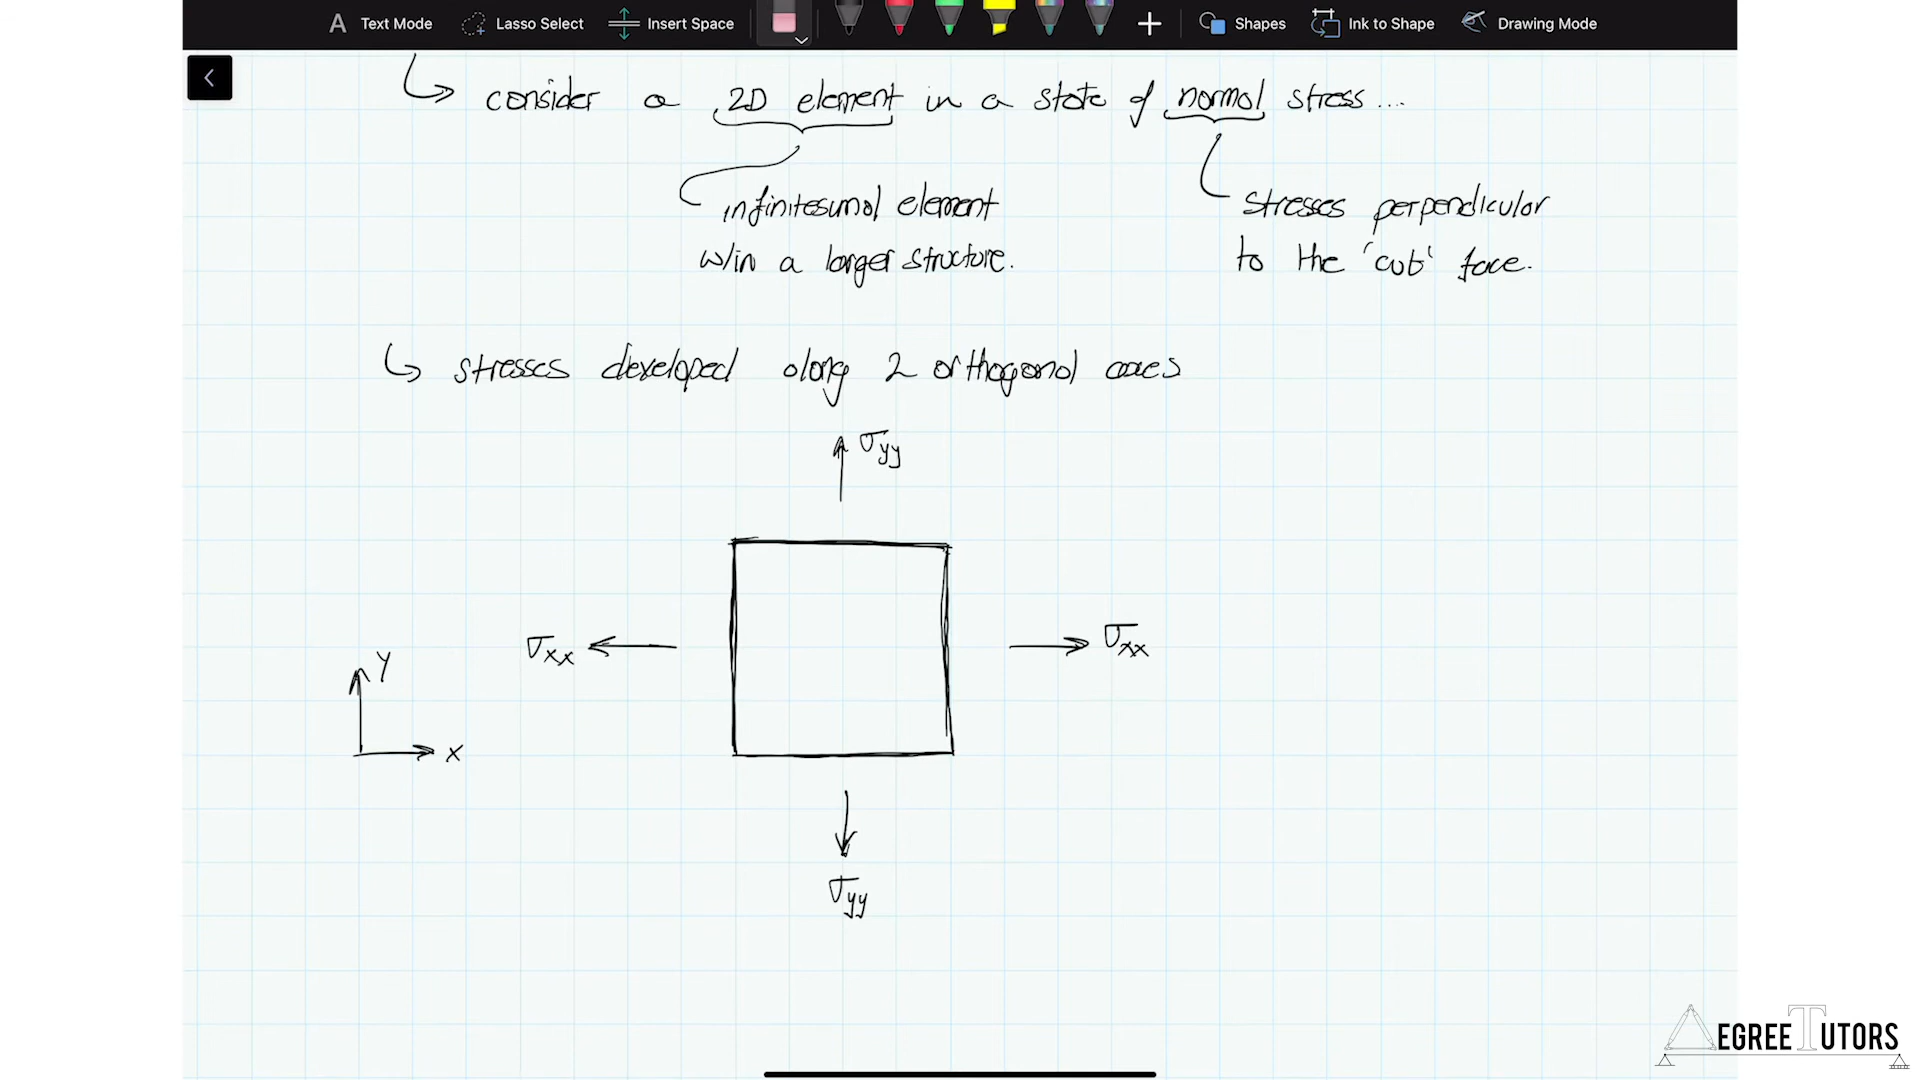 Text Mode Lasso Select Insert Space Shapes Ink to Shape Drawing Mode
consider a 2D element in a state of normal stress ...
infinitesimal element
w/in a larger structure.
stresses perpendicular
to the 'cut' face.
stresses developed along 2 orthogonal axes
σyy
σxx
σxx
y
x
σyy
DEGREE TUTORS